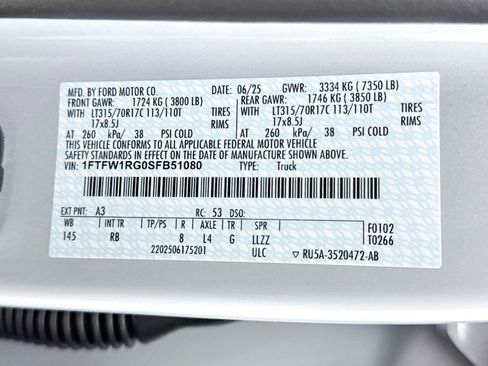 MFD. BY FORD MOTOR CO. 06/25 GVWR: 3334 KG ( 7350 LB)
FRONT GAWR: 1724 KG ( 3800 LB) REAR GAWR: 1746 KG ( 3850 LB)
LT315/70R17C 113/110T TIRES LT315/70R17C 113/110T TIRES
17x8.5J RIMS 17x8.5J RIMS
AT 260 kPa/ 38 PSI COLD AT 260 kPa/ 38 PSI COLD
THIS VEHICLE CONFORMS TO ALL APPLICABLE FEDERAL MOTOR
VEHICLE SAFETY AND THEFT PREVENTION STANDARDS IN EFFECT
ON THE DATE OF MANUFACTURE SHOWN ABOVE.
VIN: 1FTFW1RG0SFB51080 TYPE: Truck
EXT PNT: A3 RC: 53 DSO:
WB INT TR TP/PS R AXLE TR SPR F0102
145 RB 8 L4 G LLZZ T0266
2202506175201 ULC ▽ RU5A-3520472-AB